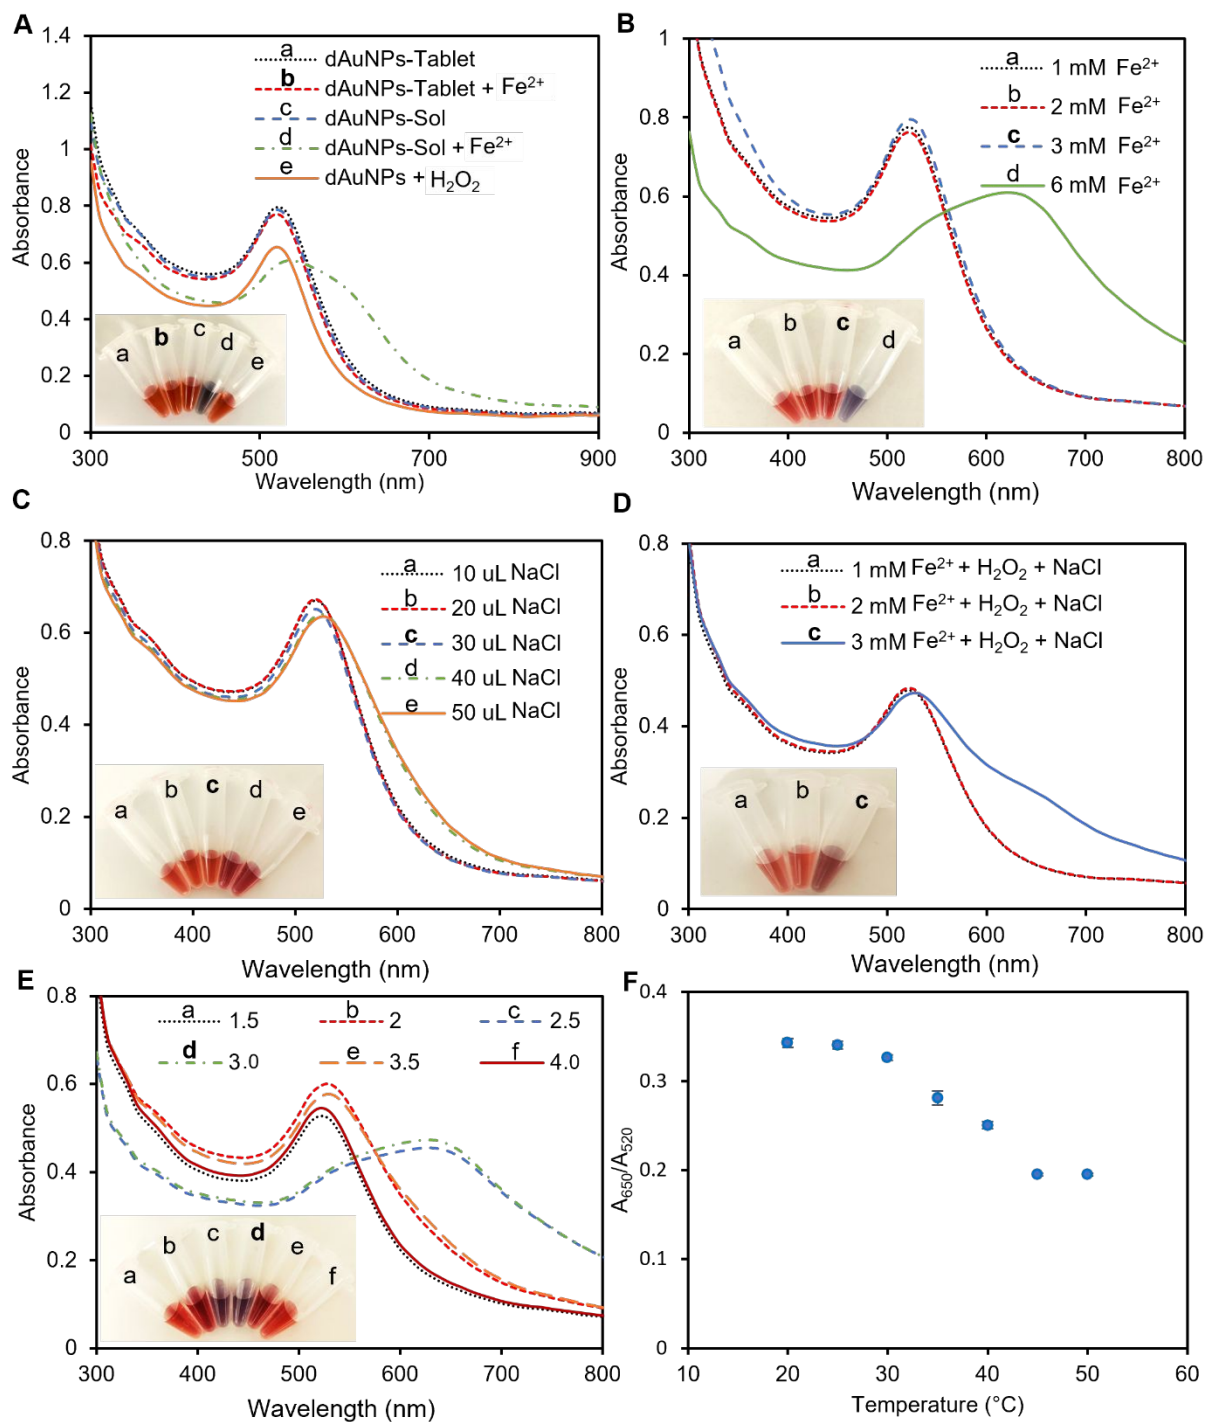 A
1.4
1.2
1
0.8
0.6
0.4
0.2
0
300
500
700
900
Absorbance
Wavelength (nm)
a dAuNPs-Tablet
b dAuNPs-Tablet + Fe²⁺
c dAuNPs-Sol
d dAuNPs-Sol + Fe²⁺
e dAuNPs + H₂O₂
a b c d e
B
1
0.8
0.6
0.4
0.2
0
300 400 500 600 700 800
Absorbance
Wavelength (nm)
a 1 mM Fe²⁺
b 2 mM Fe²⁺
c 3 mM Fe²⁺
d 6 mM Fe²⁺
a b c d
C
0.8
0.6
0.4
0.2
0
300 400 500 600 700 800
Absorbance
Wavelength (nm)
a 10 uL NaCl
b 20 uL NaCl
c 30 uL NaCl
d 40 uL NaCl
e 50 uL NaCl
a b c d e
D
0.8
0.6
0.4
0.2
0
300 400 500 600 700 800
Absorbance
Wavelength (nm)
a 1 mM Fe²⁺ + H₂O₂ + NaCl
b 2 mM Fe²⁺ + H₂O₂ + NaCl
c 3 mM Fe²⁺ + H₂O₂ + NaCl
a b c
E
0.8
0.6
0.4
0.2
0
300 400 500 600 700 800
Absorbance
Wavelength (nm)
a 1.5 b 2 c 2.5
d 3.0 e 3.5 f 4.0
a b c d e f
F
0.4
0.3
0.2
0.1
0
10 20 30 40 50 60
A₆₅₀/A₅₂₀
Temperature (°C)